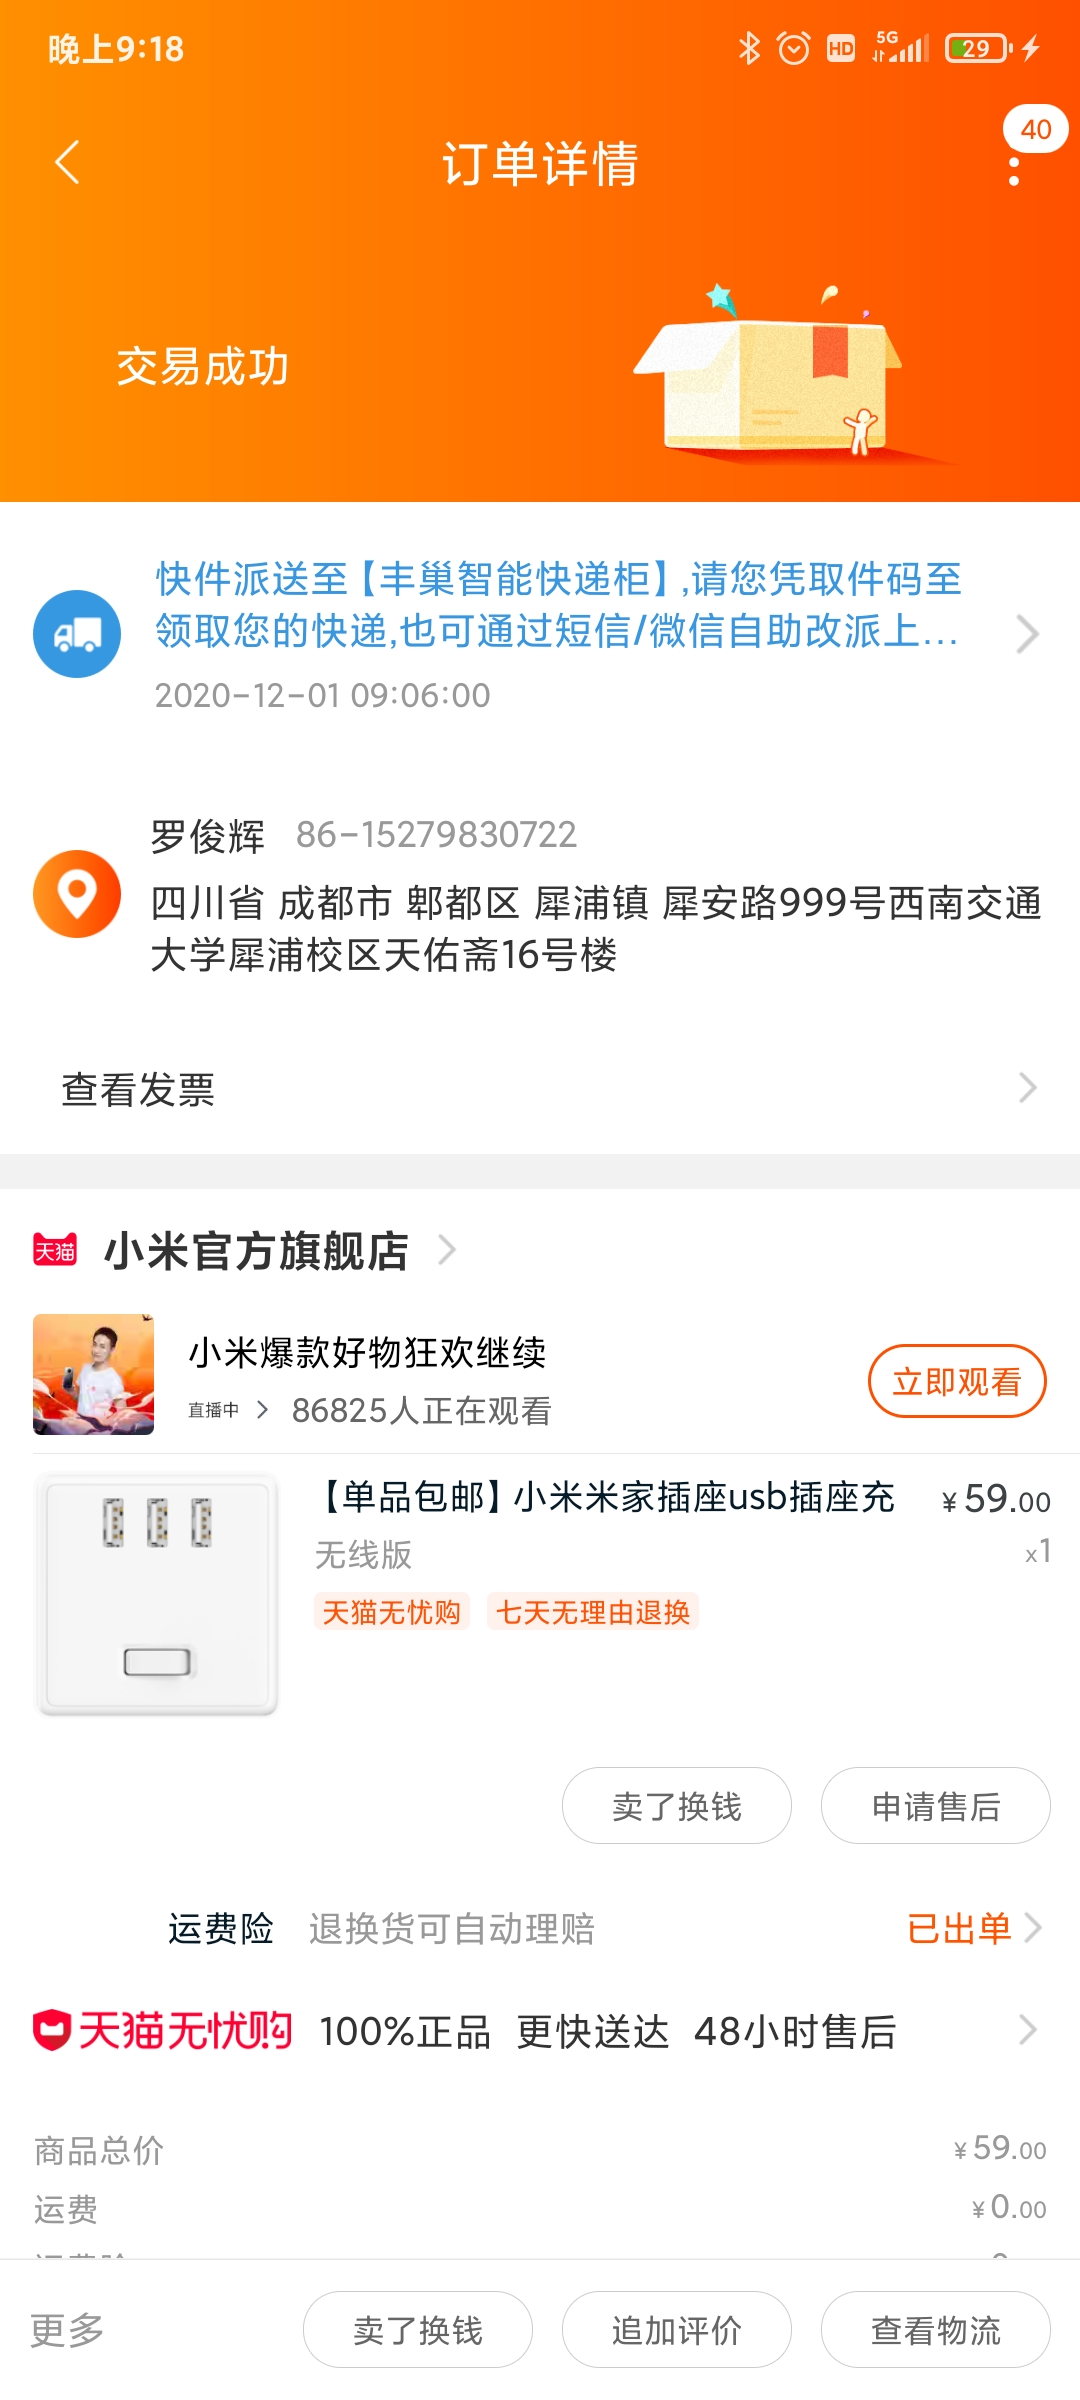 晚上9:18
HD
5G
29
40
订单详情
交易成功
快件派送至【丰巢智能快递柜】,请您凭取件码至
领取您的快递,也可通过短信/微信自助改派上...
2020-12-01 09:06:00
罗俊辉 86-15279830722
四川省 成都市 郫都区 犀浦镇 犀安路999号西南交通
大学犀浦校区天佑斋16号楼
查看发票
天猫 小米官方旗舰店
小米爆款好物狂欢继续
直播中 86825人正在观看
立即观看
【单品包邮】小米米家插座usb插座充 ¥59.00
无线版 x1
天猫无忧购 七天无理由退换
卖了换钱 申请售后
运费险 退换货可自动理赔 已出单
天猫无忧购 100%正品 更快送达 48小时售后
商品总价 ¥59.00
运费 ¥0.00
更多 卖了换钱 追加评价 查看物流